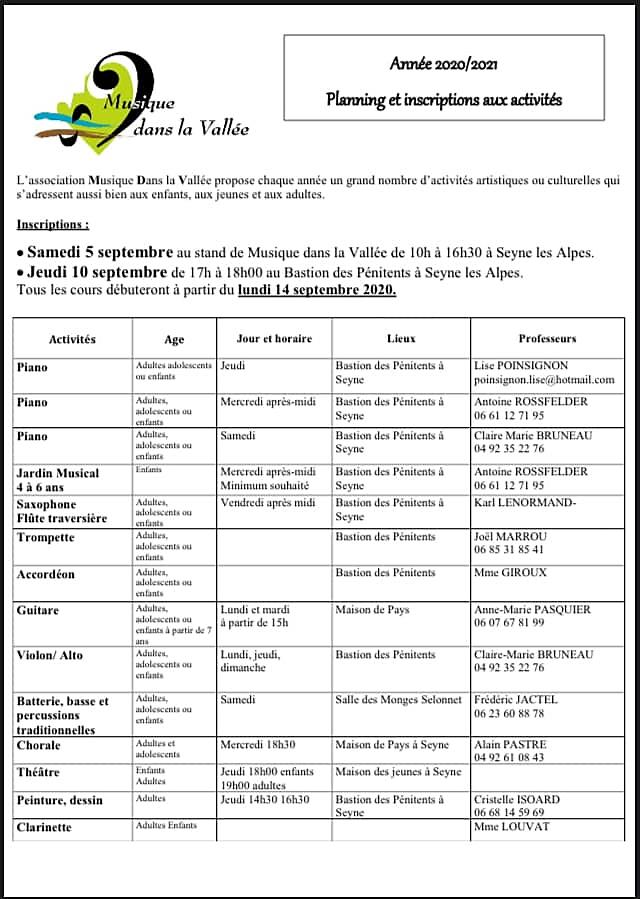 Musique
dans la Vallée
Année 2020/2021
Planning et inscriptions aux activités
L'association Musique Dans la Vallée propose chaque année un grand nombre d'activités artistiques ou culturelles qui
s'adressent aussi bien aux enfants, aux jeunes et aux adultes.
Inscriptions :
• Samedi 5 septembre au stand de Musique dans la Vallée de 10h à 16h30 à Seyne les Alpes.
• Jeudi 10 septembre de 17h à 18h00 au Bastion des Pénitents à Seyne les Alpes.
Tous les cours débuteront à partir du lundi 14 septembre 2020.
Activités Age Jour et horaire Lieux Professeurs
Piano Adultes adolescents Jeudi Bastion des Pénitents à Lise POINSIGNON
ou enfants Seyne poinsignon.lise@hotmail.com
Piano Adultes, Mercredi après-midi Bastion des Pénitents à Antoine ROSSFELDER
adolescents ou Seyne 06 61 12 71 95
enfants
Piano Adultes, Samedi Bastion des Pénitents à Claire Marie BRUNEAU
adolescents ou Seyne 04 92 35 22 76
enfants
Jardin Musical Enfants Mercredi après-midi Bastion des Pénitents à Antoine ROSSFELDER
4 à 6 ans Minimum souhaité Seyne 06 61 12 71 95
Saxophone Adultes, Vendredi après midi Bastion des Pénitents à Karl LENORMAND-
Flûte traversière adolescents ou Seyne
enfants
Trompette Adultes, Bastion des Pénitents Joël MARROU
adolescents ou 06 85 31 85 41
enfants
Accordéon Adultes, Bastion des Pénitents Mme GIROUX
adolescents ou
enfants
Guitare Adultes, Lundi et mardi Maison de Pays Anne-Marie PASQUIER
adolescents ou à partir de 15h 06 07 67 81 99
enfants à partir de 7
ans
Violon/ Alto Adultes, Lundi, jeudi, Bastion des Pénitents Claire-Marie BRUNEAU
adolescents ou dimanche 04 92 35 22 76
enfants
Batterie, basse et Adultes, Samedi Salle des Monges Selonnet Frédéric JACTEL
percussions adolescents ou 06 23 60 88 78
traditionnelles enfants
Chorale Adultes et Mercredi 18h30 Maison de Pays à Seyne Alain PASTRE
adolescents 04 92 61 08 43
Théâtre Enfants Jeudi 18h00 enfants Maison des jeunes à Seyne
Adultes 19h00 adultes
Peinture, dessin Adultes Jeudi 14h30 16h30 Bastion des Pénitents à Cristelle ISOARD
Seyne 06 68 14 59 69
Clarinette Adultes Enfants Mme LOUVAT